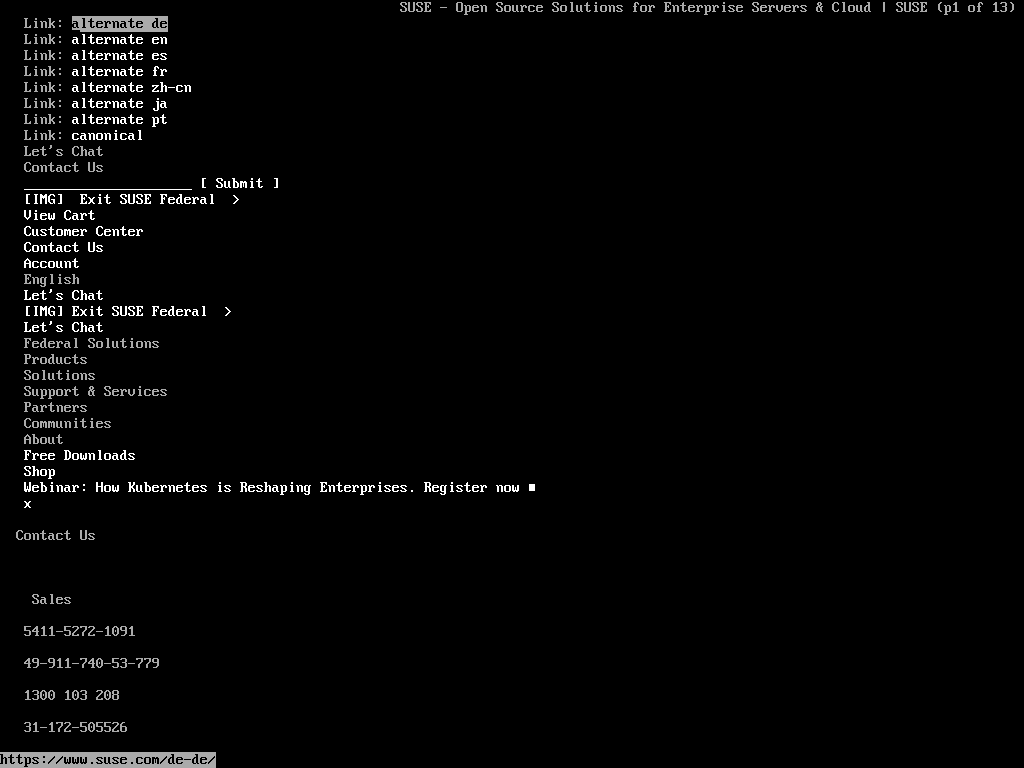 SUSE - Open Source Solutions for Enterprise Servers & Cloud | SUSE (p1 of 13)
Link: alternate de
Link: alternate en
Link: alternate es
Link: alternate fr
Link: alternate zh-cn
Link: alternate ja
Link: alternate pt
Link: canonical
Let's Chat
Contact Us
_____________________ [ Submit ]
[IMG]  Exit SUSE Federal  >
View Cart
Customer Center
Contact Us
Account
English
Let's Chat
[IMG] Exit SUSE Federal  >
Let's Chat
Federal Solutions
Products
Solutions
Support & Services
Partners
Communities
About
Free Downloads
Shop
Webinar: How Kubernetes is Reshaping Enterprises. Register now ■
x
Contact Us
Sales
5411-5272-1091
49-911-740-53-779
1300 103 208
31-172-505526
https://www.suse.com/de-de/